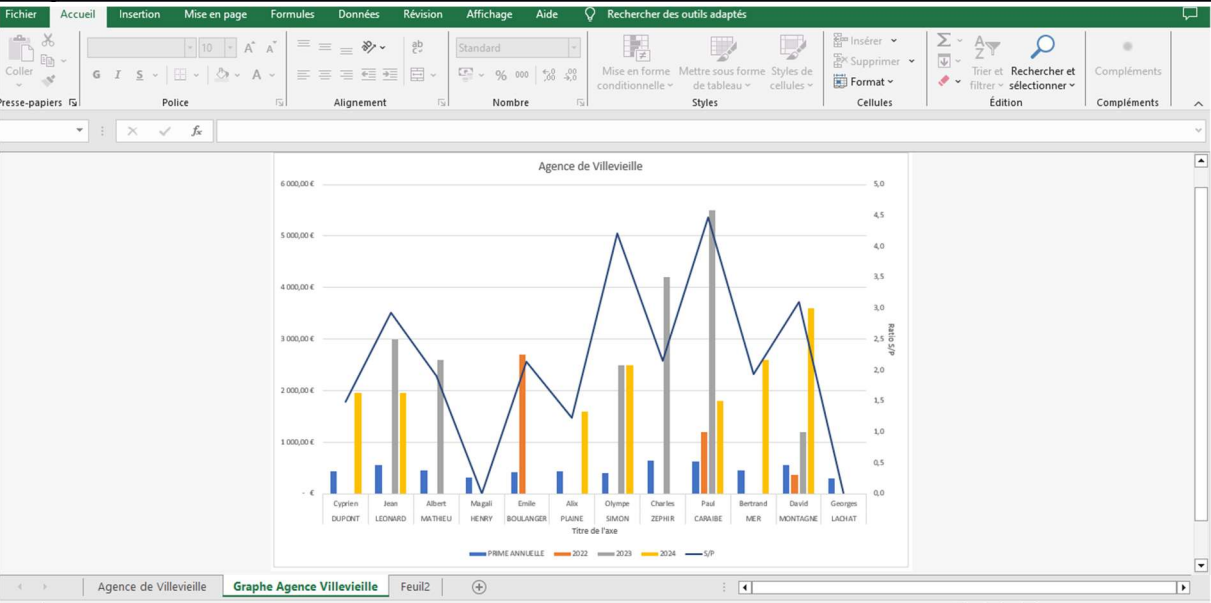 Fichier Accueil Insertion Mise en page Formules Données Révision Affichage Aide Rechercher des outils adaptés
Coller
10
Standard
G I S
% 000
Mise en forme conditionnelle
Mettre sous forme de tableau
Styles de cellules
Insérer
Supprimer
Format
Trier et filtrer
Rechercher et sélectionner
Compléments
Presse-papiers Police Alignement Nombre Styles Cellules Édition Compléments
fx
Agence de Villevieille
6 000,00 € 5,0
4,5
5 000,00 €
4,0
4 000,00 €
3,5
3,0
3 000,00 €
2,5
Ratio S/P
2 000,00 €
2,0
1,5
1 000,00 €
1,0
0,5
- € 0,0
Cyprien Jean Albert Magali Emile Alix Olympe Charles Paul Bertrand David Georges
DUPONT LEONARD MATHIEU HENRY BOULANGER PLAINE SIMON ZEPHIR CARAIBE MER MONTAGNE LACHAT
Titre de l'axe
PRIME ANNUELLE 2022 2023 2024 S/P
Agence de Villevieille Graphe Agence Villevieille Feuil2